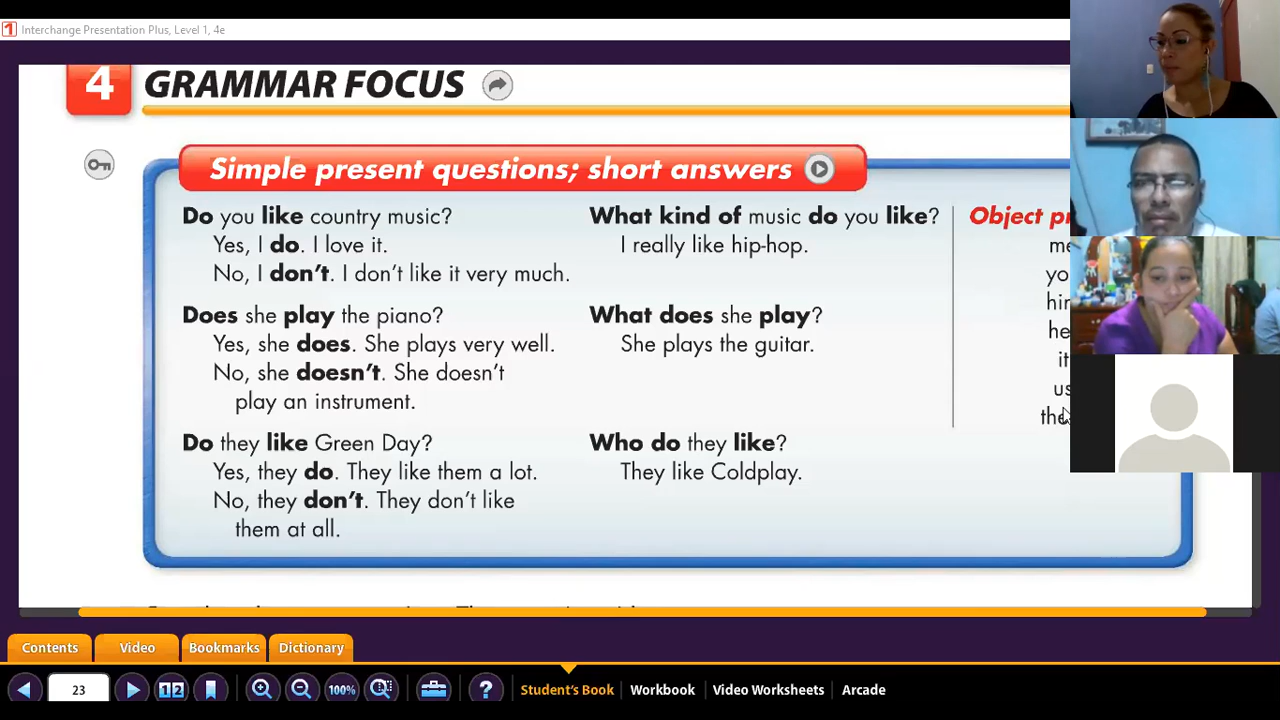 Interchange Presentation Plus, Level 1, 4e
4 GRAMMAR FOCUS
Simple present questions; short answers
Do you like country music?
Yes, I do. I love it.
No, I don't. I don't like it very much.
Does she play the piano?
Yes, she does. She plays very well.
No, she doesn't. She doesn't
play an instrument.
Do they like Green Day?
Yes, they do. They like them a lot.
No, they don't. They don't like
them at all.
What kind of music do you like?
I really like hip-hop.
What does she play?
She plays the guitar.
Who do they like?
They like Coldplay.
Object
it
Contents Video Bookmarks Dictionary
23 1 2 100% ? Student's Book Workbook Video Worksheets Arcade